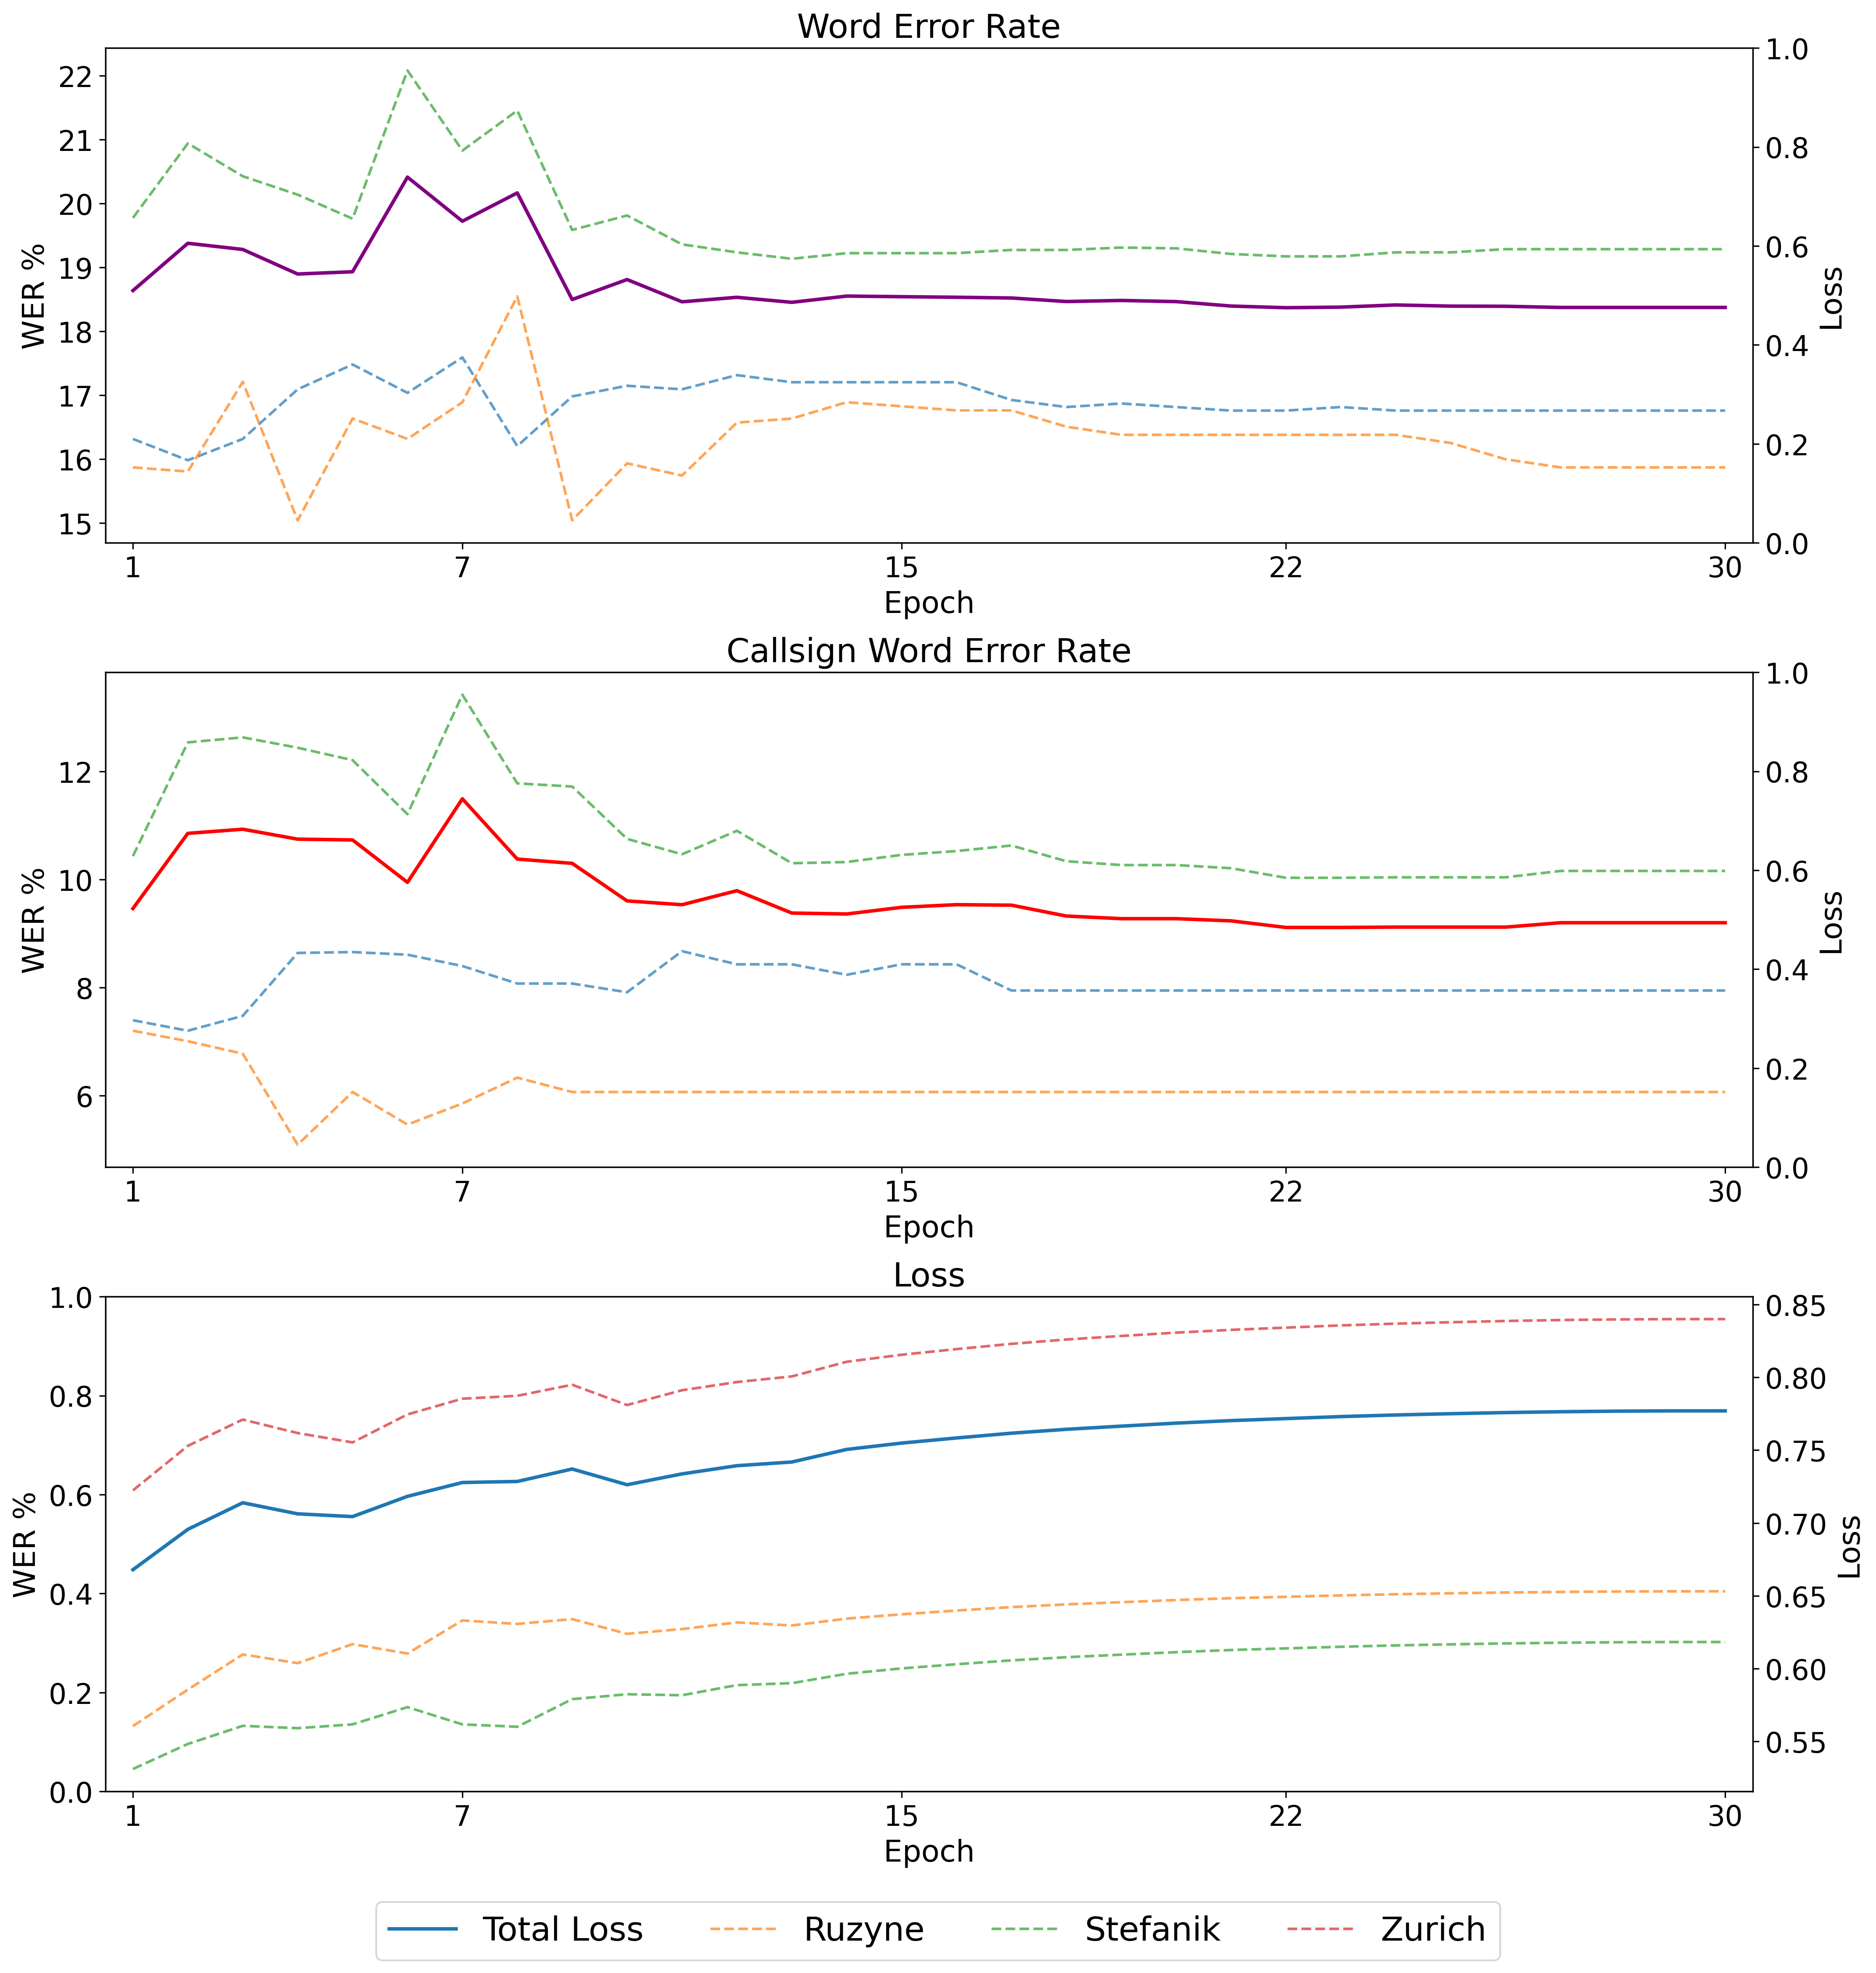 Word Error Rate
22
21
20
19
18
17
16
15
WER %
1.0
0.8
0.6
0.4
0.2
0.0
Loss
1 7 15 22 30
Epoch
Callsign Word Error Rate
12
10
8
6
WER %
1.0
0.8
0.6
0.4
0.2
0.0
Loss
1 7 15 22 30
Epoch
Loss
1.0
0.8
0.6
0.4
0.2
0.0
WER %
0.85
0.80
0.75
0.70
0.65
0.60
0.55
Loss
1 7 15 22 30
Epoch
Total Loss Ruzyne Stefanik Zurich